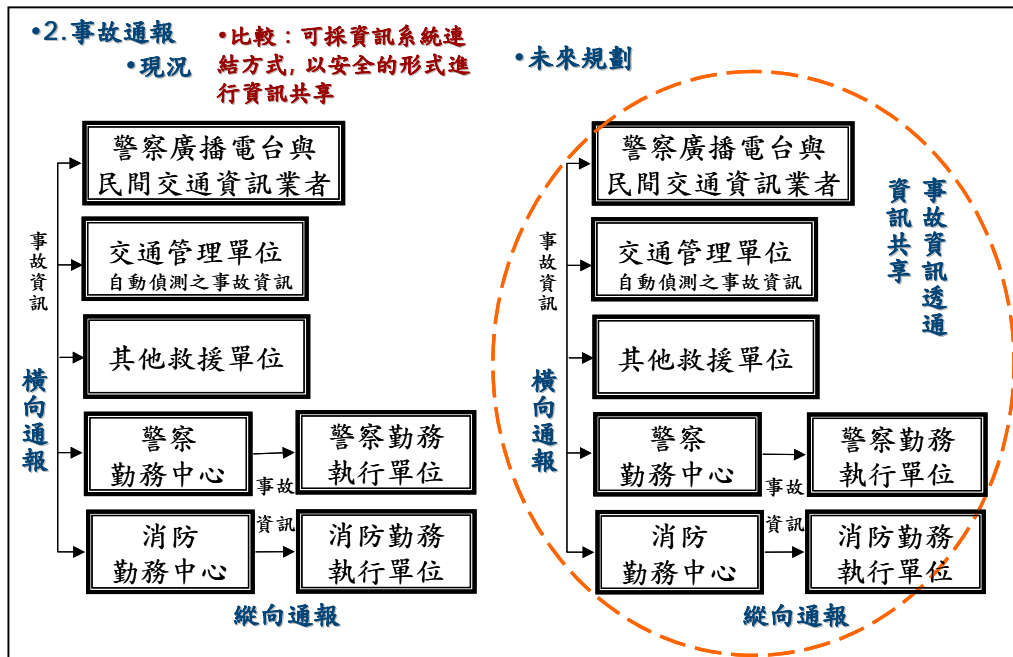 •2.事故通報
•現況
•比較：可採資訊系統連
結方式, 以安全的形式進
行資訊共享
警察廣播電台與
民間交通資訊業者
交通管理單位
自動偵測之事故資訊
其他救援單位
警察
勤務中心
警察勤務
執行單位
消防
勤務中心
消防勤務
執行單位
事故資訊
橫向通報
事故
資訊
縱向通報
•未來規劃
警察廣播電台與
民間交通資訊業者
交通管理單位
自動偵測之事故資訊
其他救援單位
警察
勤務中心
警察勤務
執行單位
消防
勤務中心
消防勤務
執行單位
事故資訊
橫向通報
事故
資訊
縱向通報
事故資訊透通
資訊共享